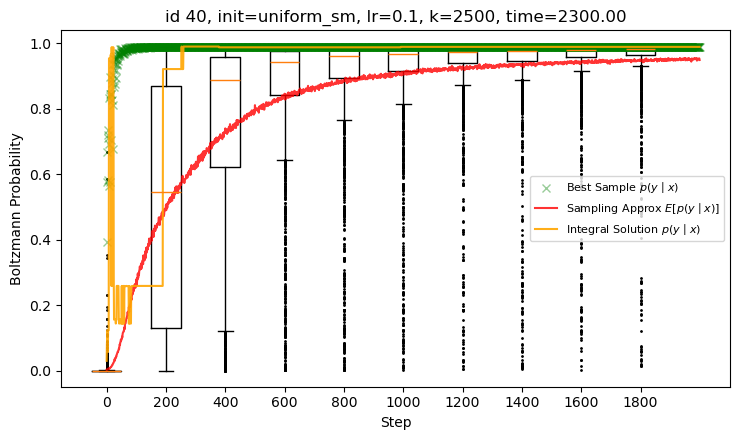 id 40, init=uniform_sm, lr=0.1, k=2500, time=2300.00
Boltzmann Probability
1.0
0.8
0.6
0.4
0.2
0.0
Best Sample p(y | x)
Sampling Approx E[p(y | x)]
Integral Solution p(y | x)
0 200 400 600 800 1000 1200 1400 1600 1800
Step